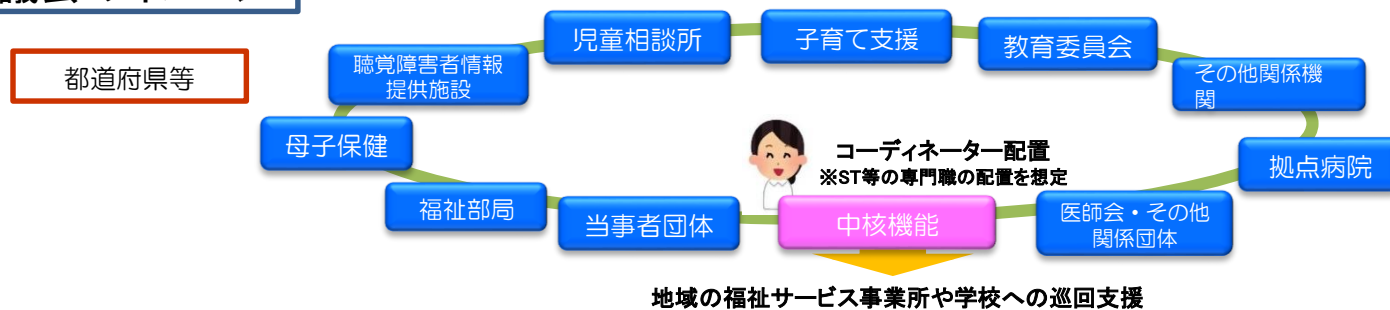 都道府県等
児童相談所
子育て支援
教育委員会
聴覚障害者情報
提供施設
その他関係機
関
母子保健
コーディネーター配置
※ST等の専門職の配置を想定
拠点病院
福祉部局
当事者団体
中核機能
医師会・その他
関係団体
地域の福祉サービス事業所や学校への巡回支援